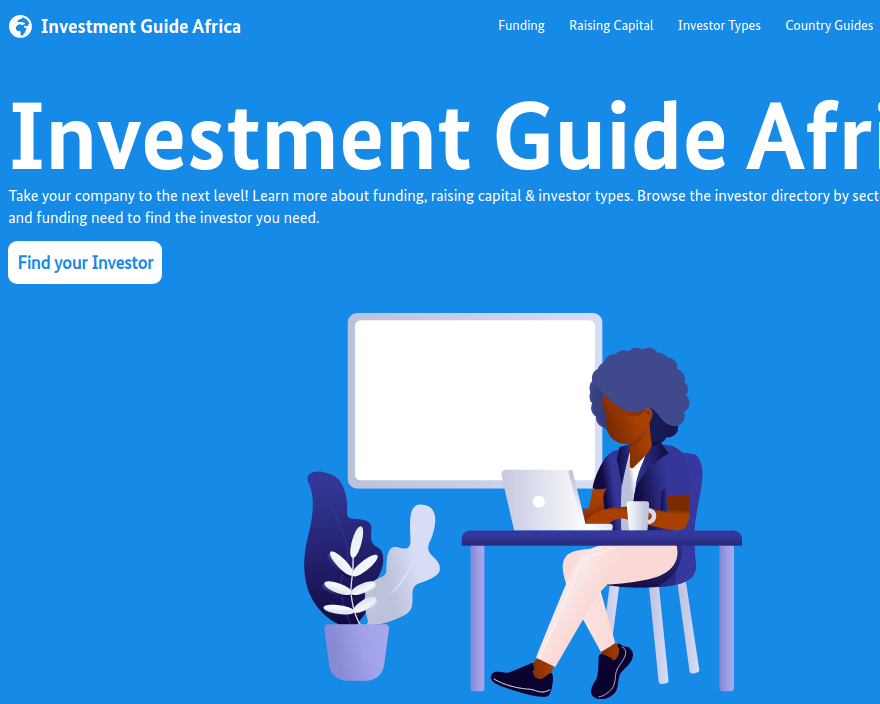 Investment Guide Africa
Funding Raising Capital Investor Types Country Guides
Investment Guide Afri
Take your company to the next level! Learn more about funding, raising capital & investor types. Browse the investor directory by sect
and funding need to find the investor you need.
Find your Investor